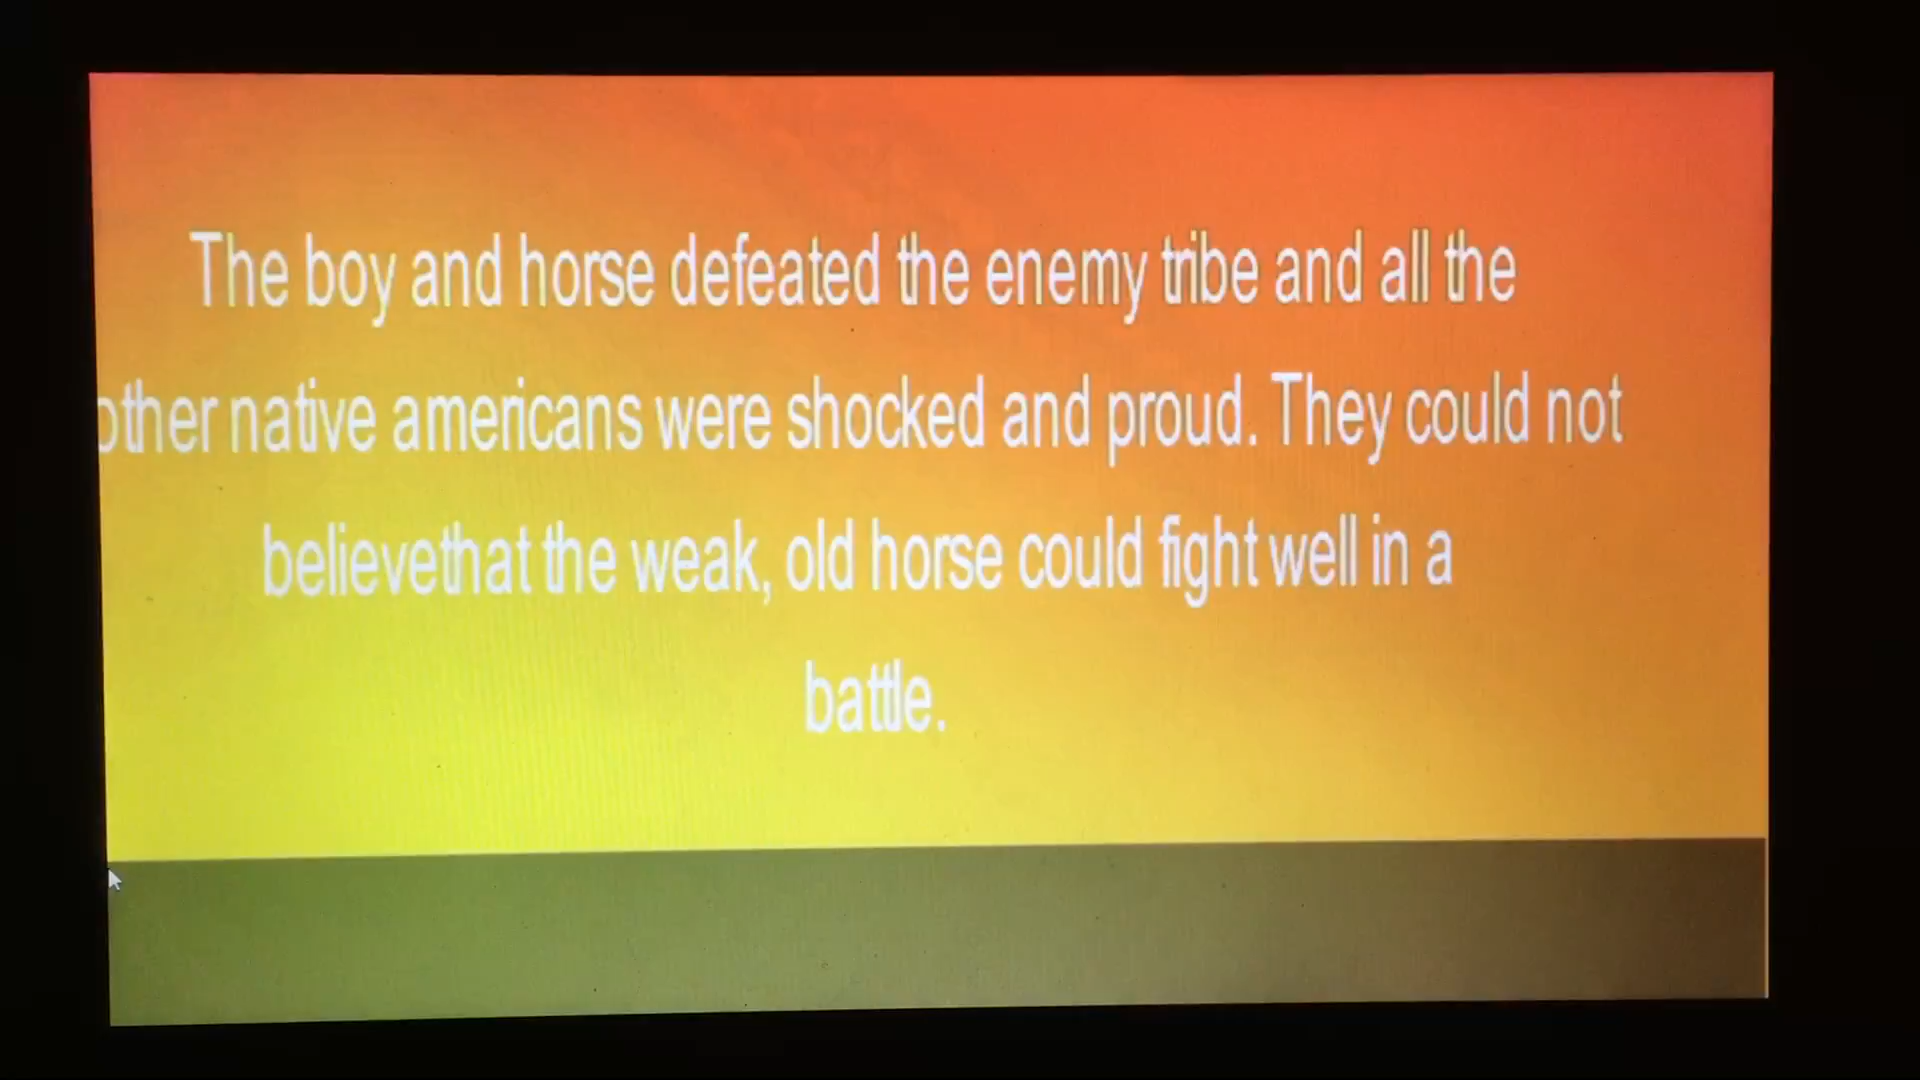 The boy and horse defeated the enemy tribe and all the
other native americans were shocked and proud. They could not
believethat the weak, old horse could fight well in a
battle.